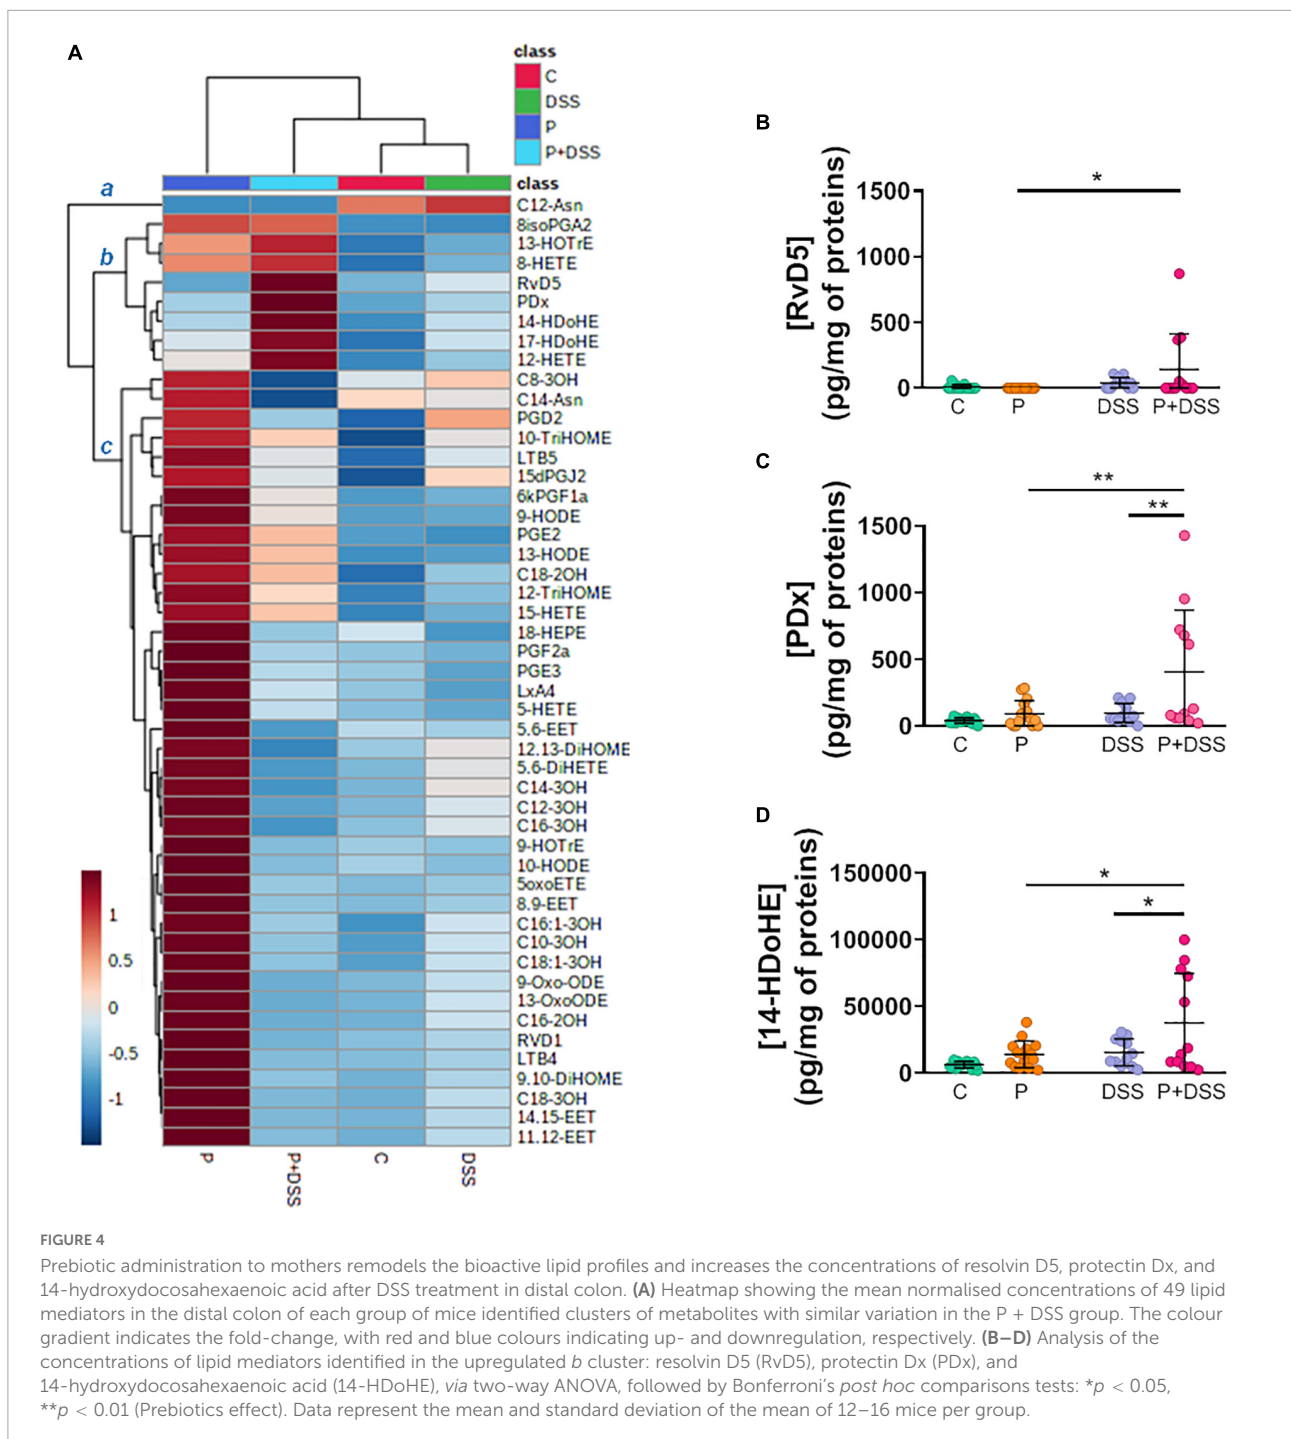 A
class
C
DSS
P
P+DSS
class
a
b
c
C12-Asn
8isoPGA2
13-HOTrE
8-HETE
RvD5
PDx
14-HDoHE
17-HDoHE
12-HETE
C8-3OH
C14-Asn
PGD2
10-TriHOME
LTB5
15dPGJ2
6kPGF1a
9-HODE
PGE2
13-HODE
C18-2OH
12-TriHOME
15-HETE
18-HEPE
PGF2a
PGE3
LxA4
5-HETE
5.6-EET
12.13-DiHOME
5.6-DiHETE
C14-3OH
C12-3OH
C16-3OH
9-HOTrE
10-HODE
5oxoETE
8.9-EET
C16:1-3OH
C10-3OH
C18:1-3OH
9-Oxo-ODE
13-OxoODE
C16-2OH
RVD1
LTB4
9.10-DiHOME
C18-3OH
14.15-EET
11.12-EET
1
0.5
0
-0.5
-1
P
P+DSS
C
DSS
B
[RvD5]
(pg/mg of proteins)
1500
1000
500
0
*
C P DSS P+DSS
C
[PDx]
(pg/mg of proteins)
1500
1000
500
0
**
**
C P DSS P+DSS
D
[14-HDoHE]
(pg/mg of proteins)
150000
100000
50000
0
*
*
C P DSS P+DSS
FIGURE 4
Prebiotic administration to mothers remodels the bioactive lipid profiles and increases the concentrations of resolvin D5, protectin Dx, and
14-hydroxydocosahexaenoic acid after DSS treatment in distal colon. (A) Heatmap showing the mean normalised concentrations of 49 lipid
mediators in the distal colon of each group of mice identified clusters of metabolites with similar variation in the P + DSS group. The colour
gradient indicates the fold-change, with red and blue colours indicating up- and downregulation, respectively. (B–D) Analysis of the
concentrations of lipid mediators identified in the upregulated b cluster: resolvin D5 (RvD5), protectin Dx (PDx), and
14-hydroxydocosahexaenoic acid (14-HDoHE), via two-way ANOVA, followed by Bonferroni's post hoc comparisons tests: *p < 0.05,
**p < 0.01 (Prebiotics effect). Data represent the mean and standard deviation of the mean of 12–16 mice per group.